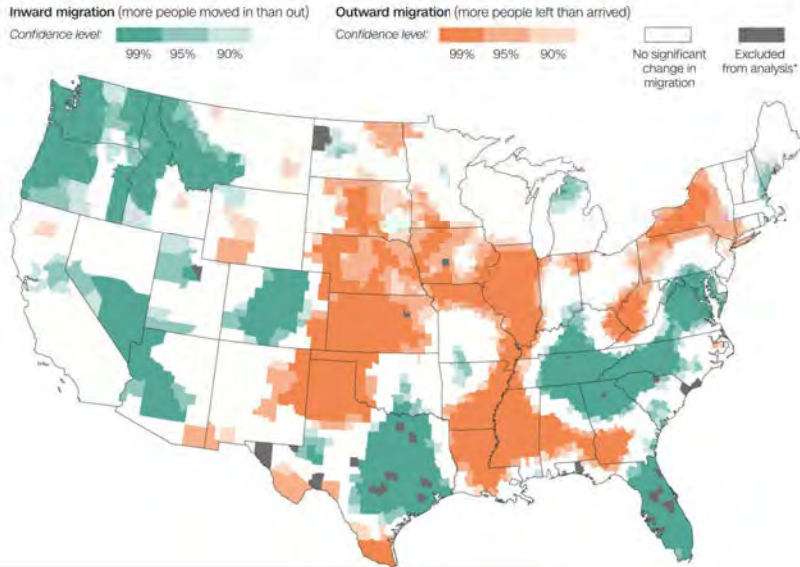 Inward migration (more people moved in than out)
Confidence level:
99% 95% 90%
Outward migration (more people left than arrived)
Confidence level:
99% 95% 90%
No significant
change in
migration
Excluded
from analysis*